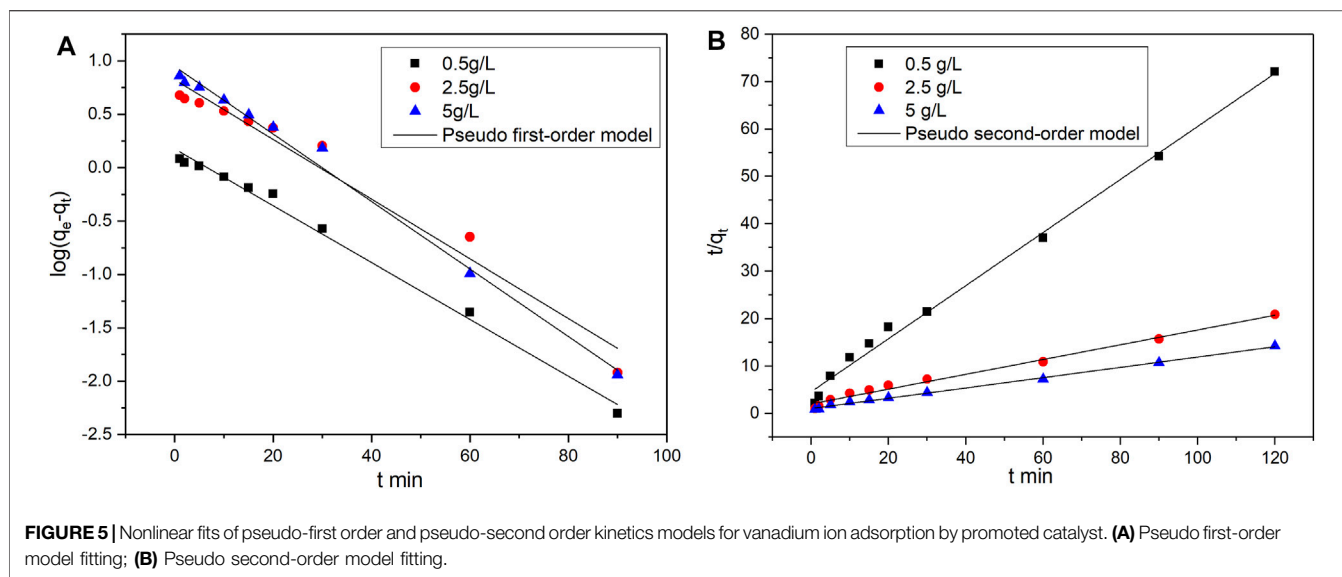 A
1.0
0.5
0.0
-0.5
-1.0
-1.5
-2.0
-2.5
0
20
40
60
80
100
log(qe-qt)
t min
0.5g/L
2.5g/L
5g/L
Pseudo first-order model
B
80
70
60
50
40
30
20
10
0
0
20
40
60
80
100
120
t/qt
t min
0.5 g/L
2.5 g/L
5 g/L
Pseudo second-order model
FIGURE 5 | Nonlinear fits of pseudo-first order and pseudo-second order kinetics models for vanadium ion adsorption by promoted catalyst. (A) Pseudo first-order
model fitting; (B) Pseudo second-order model fitting.